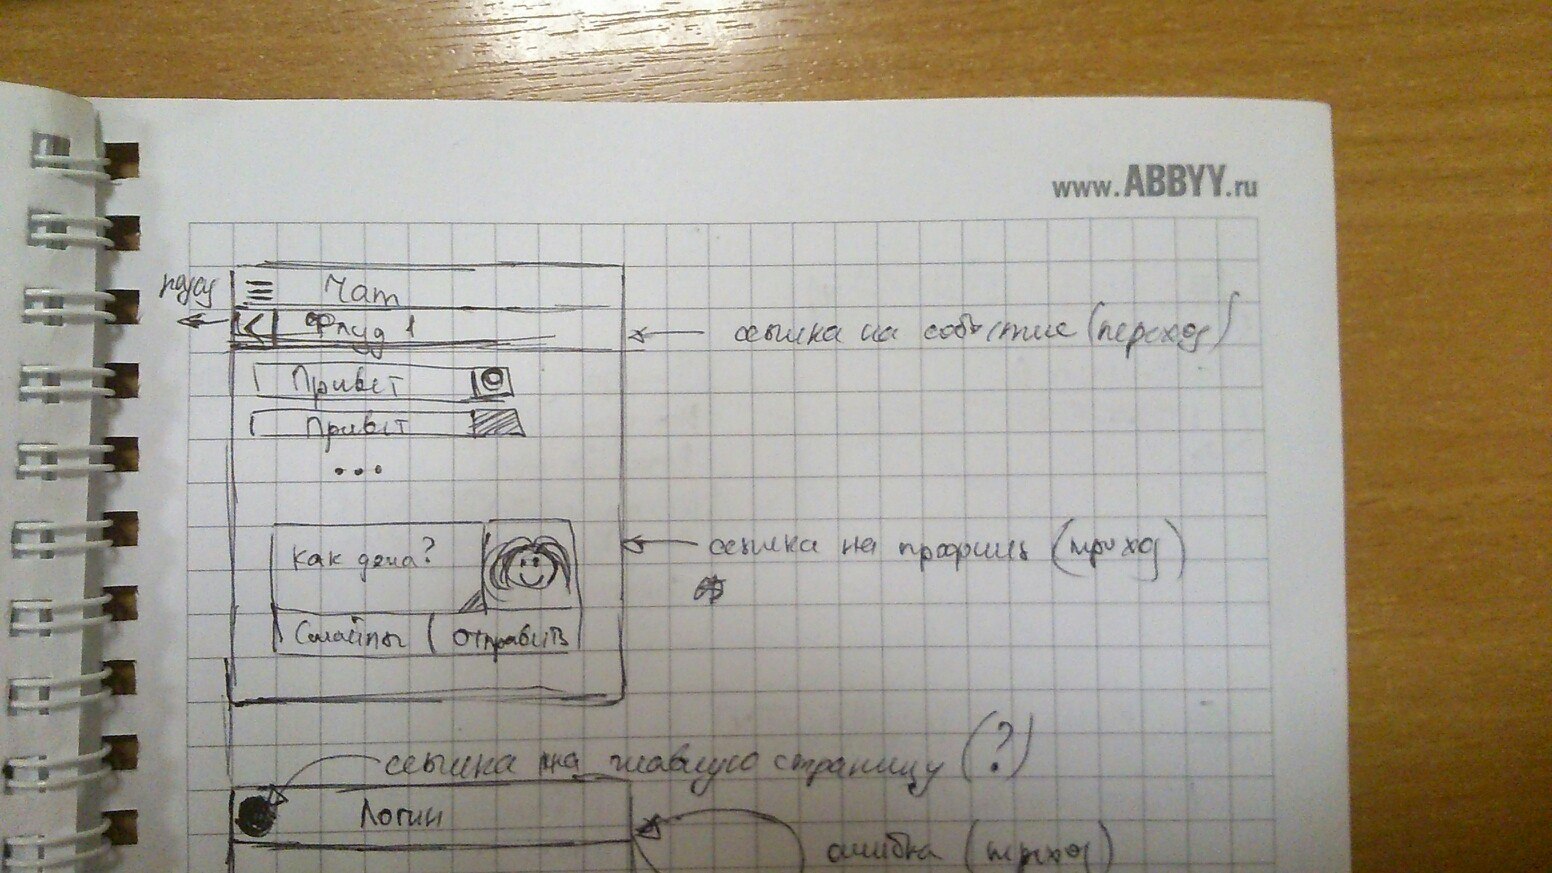 www.ABBYY.ru
Чат
Флуд 1
ссылка на событие (переход)
Привет
Привет
...
Как дела?
ссылка на профиль (переход)
Смайлы Отправить
ссылка на главную страницу (?)
Логин
ошибка (переход)